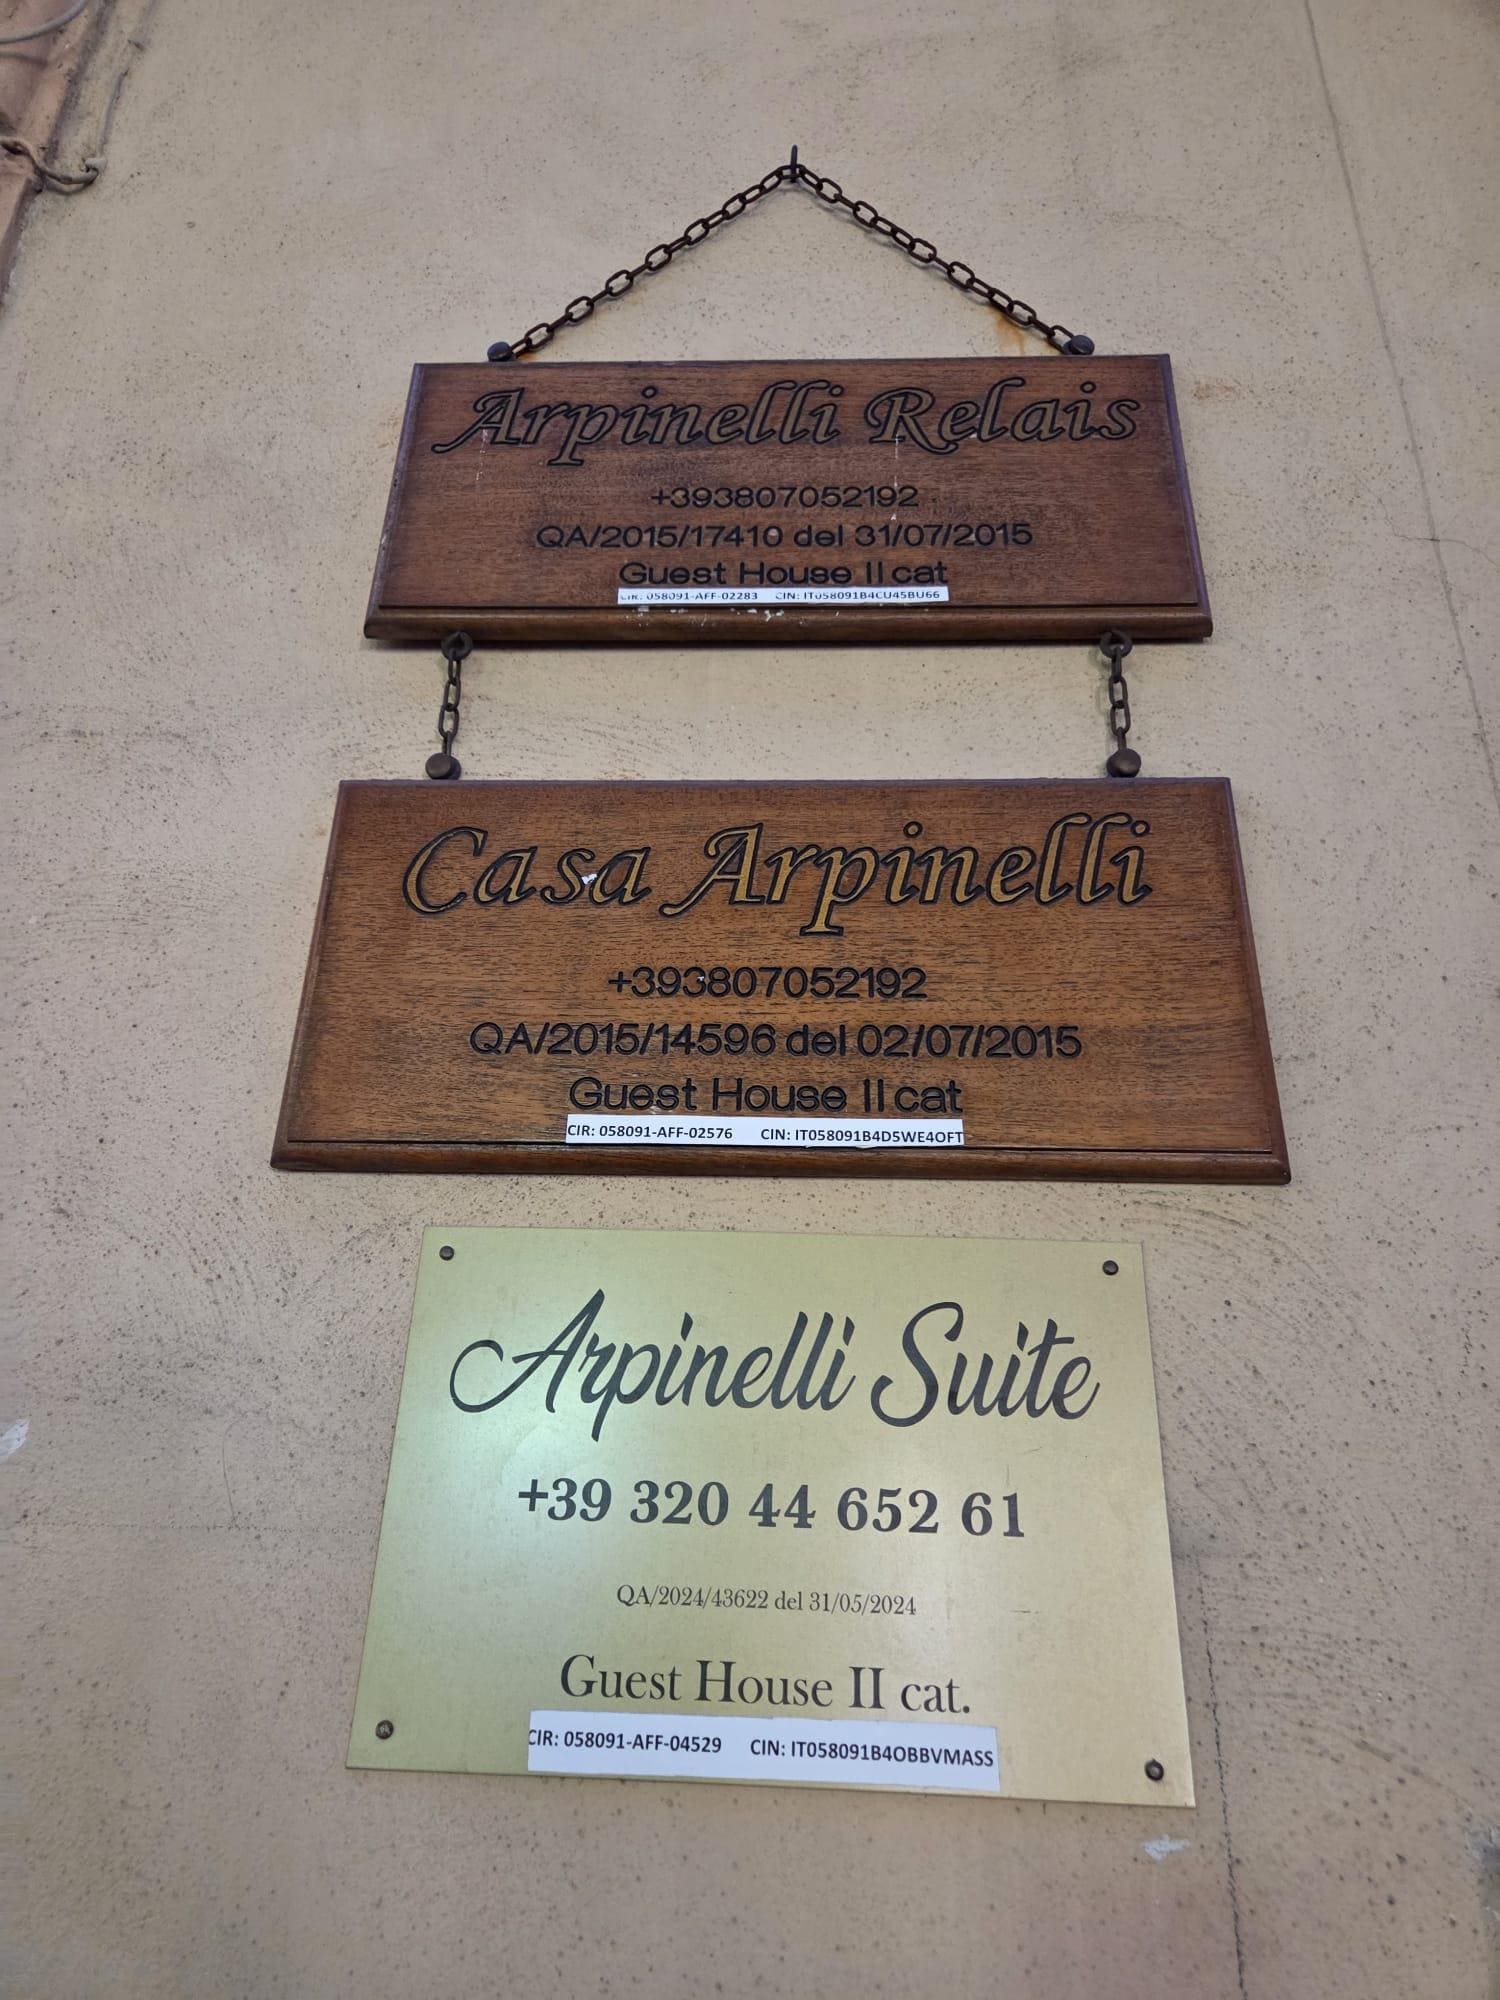 Arpinelli Relais
+393807052192
QA/2015/17410 del 31/07/2015
Guest House II cat
CIR: 058091-AFF-02283 CIN: IT058091B4CU45BU66
Casa Arpinelli
+393807052192
QA/2015/14596 del 02/07/2015
Guest House II cat
CIR: 058091-AFF-02576 CIN: IT058091B4D5WE4OFT
Arpinelli Suite
+39 320 44 652 61
QA/2024/43622 del 31/05/2024
Guest House II cat.
CIR: 058091-AFF-04529 CIN: IT058091B4OBBVMASS